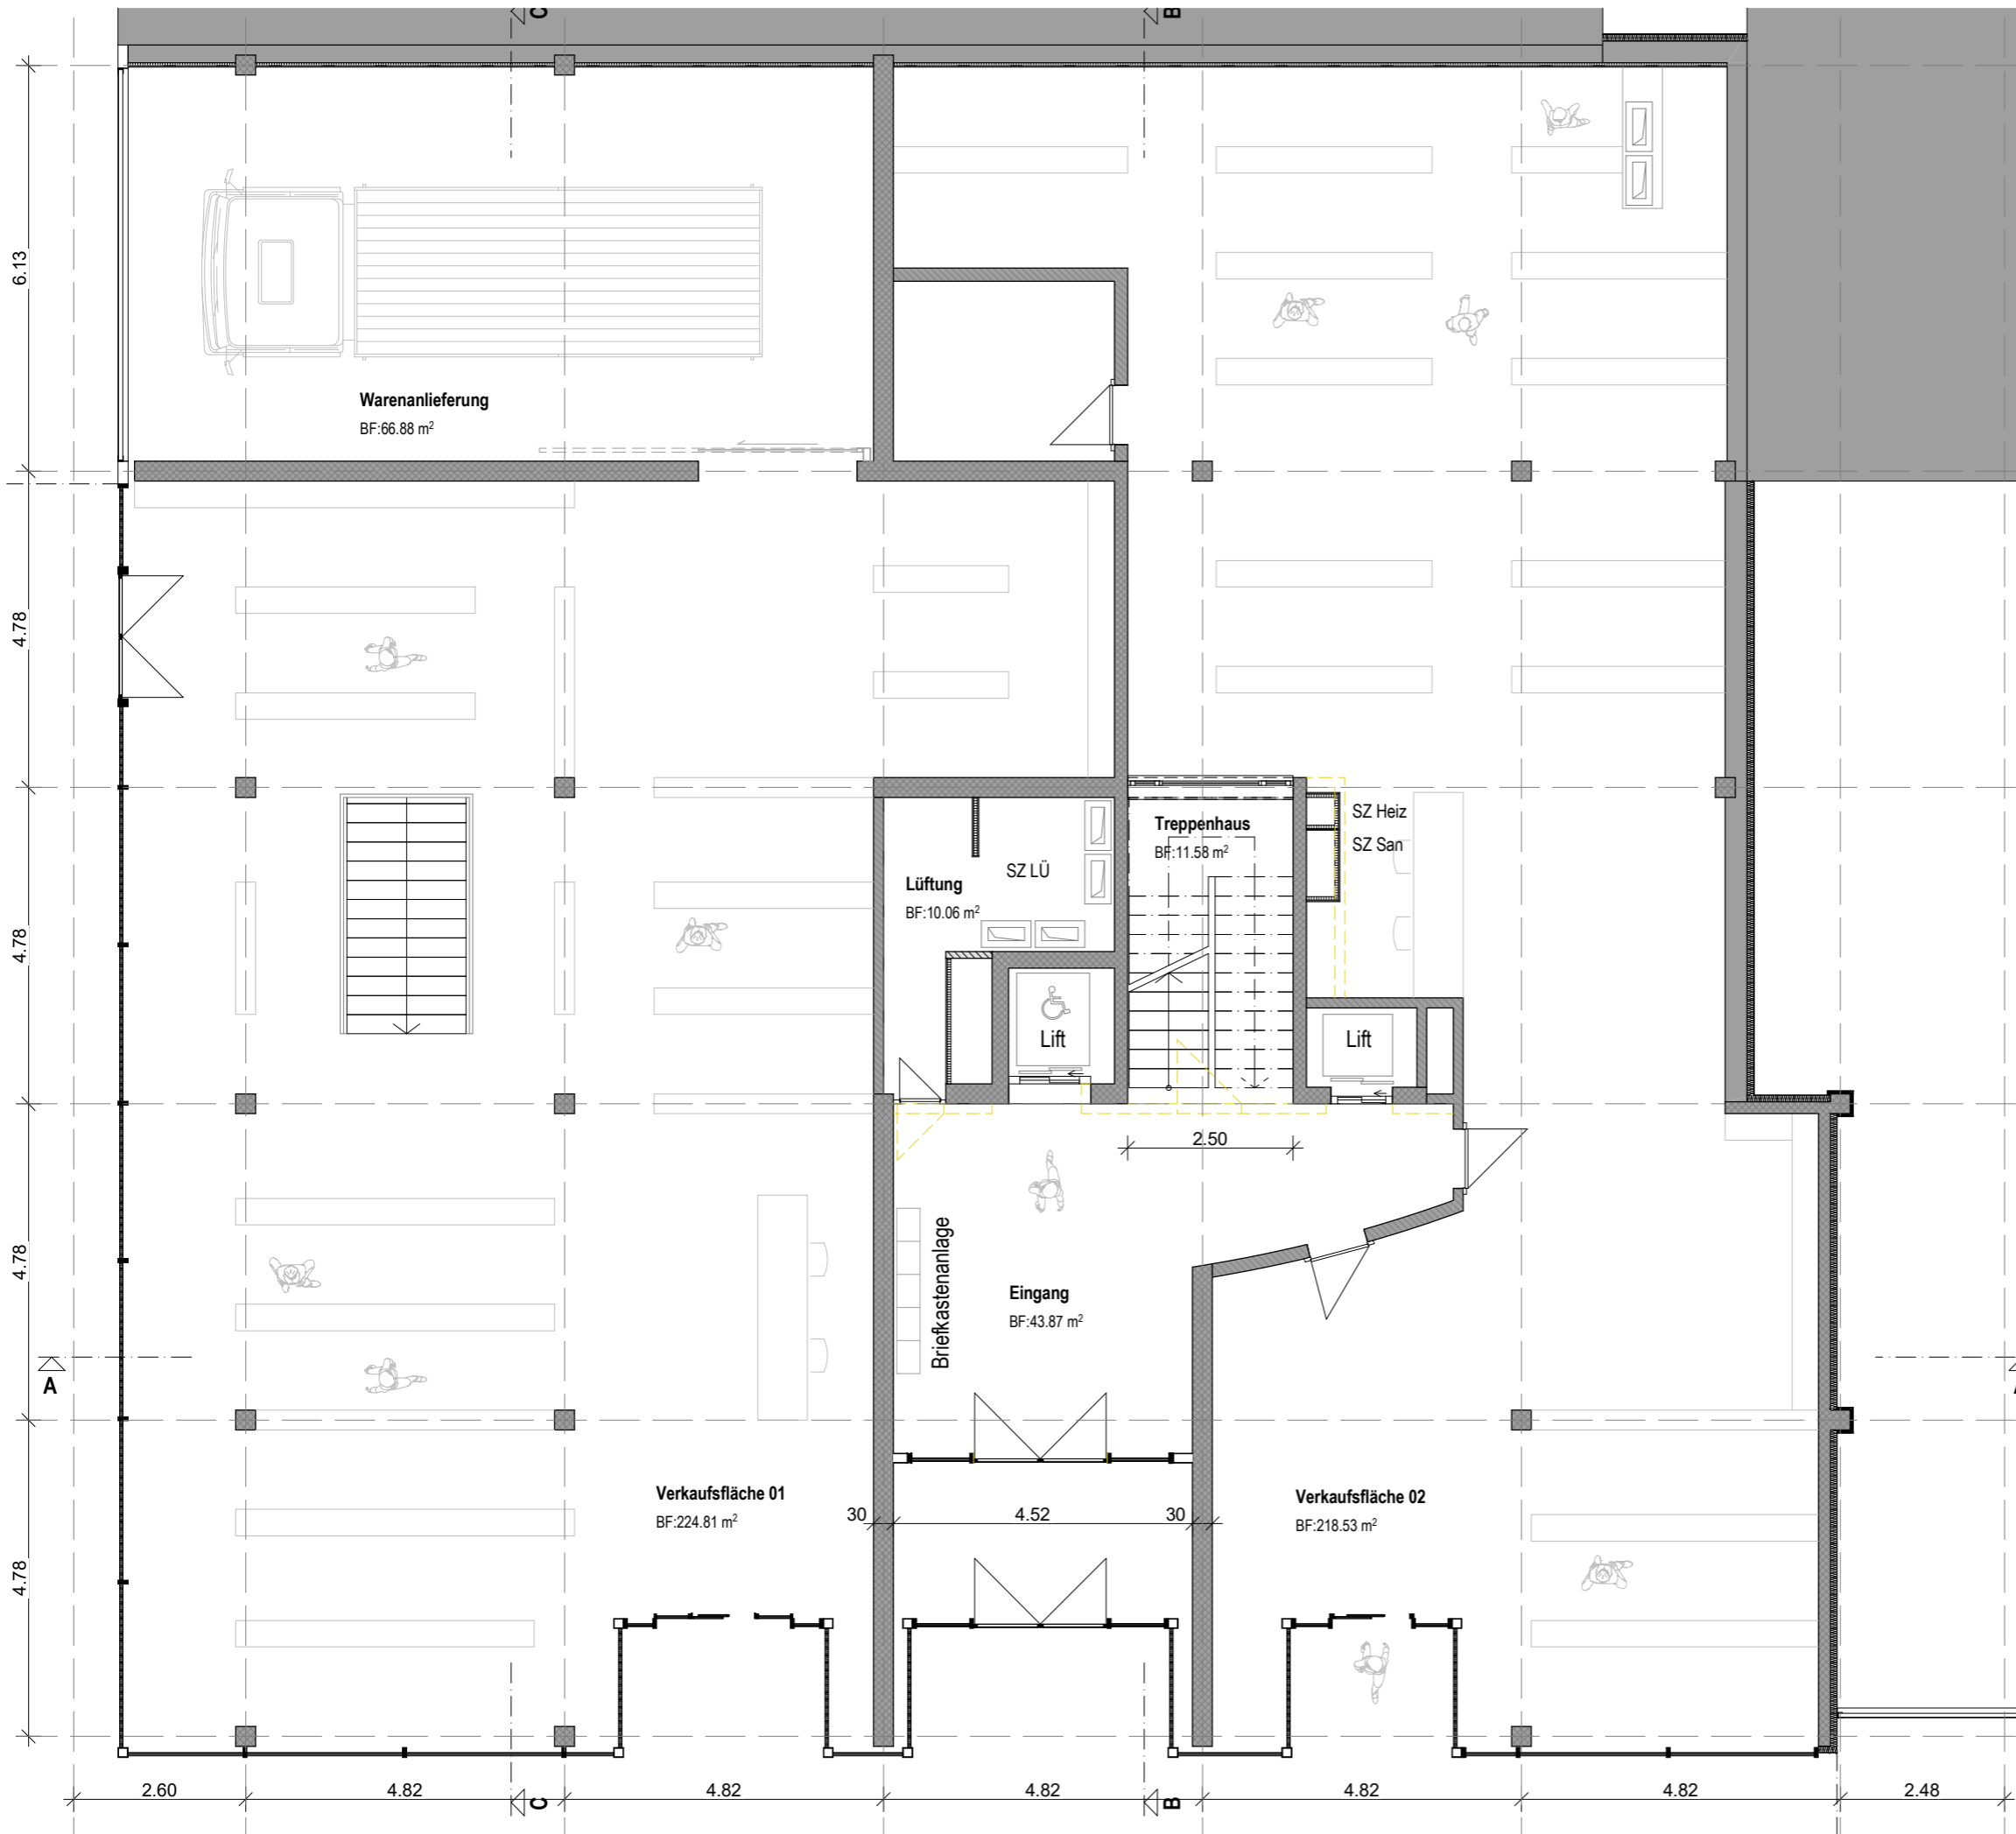 C
B
6.13
Warenanlieferung
BF:66.88 m²
4.78
4.78
Treppenhaus
BF:11.58 m²
SZ Heiz
SZ San
SZ LÜ
Lüftung
BF:10.06 m²
Lift
Lift
2.50
4.78
Briefkastenanlage
Eingang
BF:43.87 m²
A
4.78
Verkaufsfläche 01
BF:224.81 m²
30
4.52
30
Verkaufsfläche 02
BF:218.53 m²
2.60
4.82
C
4.82
4.82
B
4.82
4.82
2.48